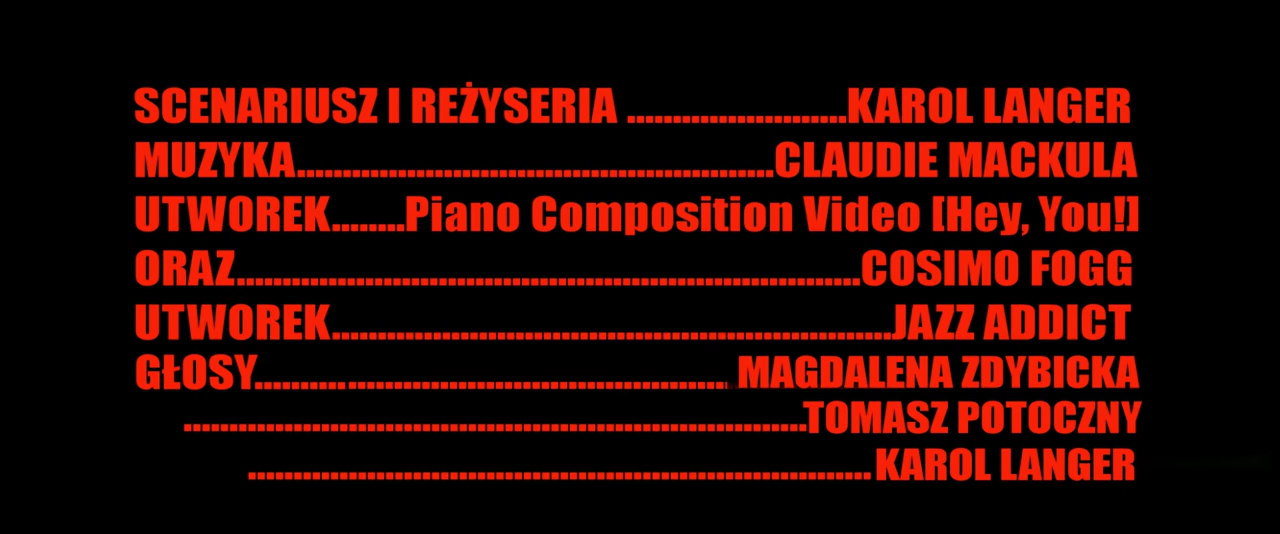 SCENARIUSZ I REŻYSERIA ........................KAROL LANGER
MUZYKA....................................................CLAUDIE MACKULA
UTWOREK........Piano Composition Video [Hey, You!]
ORAZ....................................................................COSIMO FOGG
UTWOREK.............................................................JAZZ ADDICT
GŁOSY.................................................... MAGDALENA ZDYBICKA
....................................................................TOMASZ POTOCZNY
.................................................................... KAROL LANGER